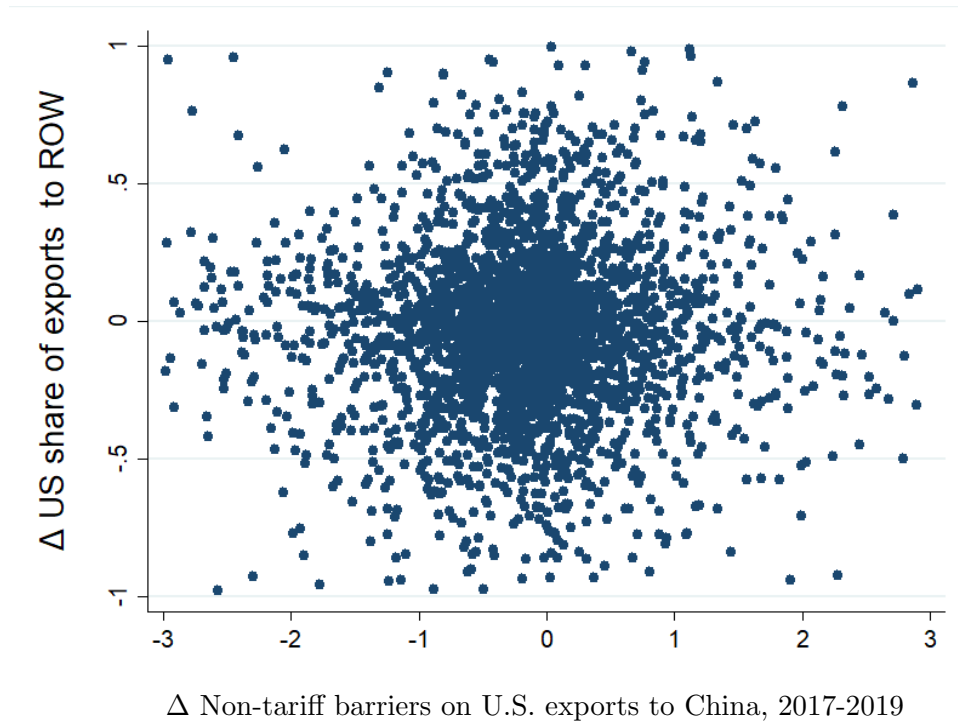 Δ US share of exports to ROW
1
.5
0
-.5
-1
-3 -2 -1 0 1 2 3
Δ Non-tariff barriers on U.S. exports to China, 2017-2019